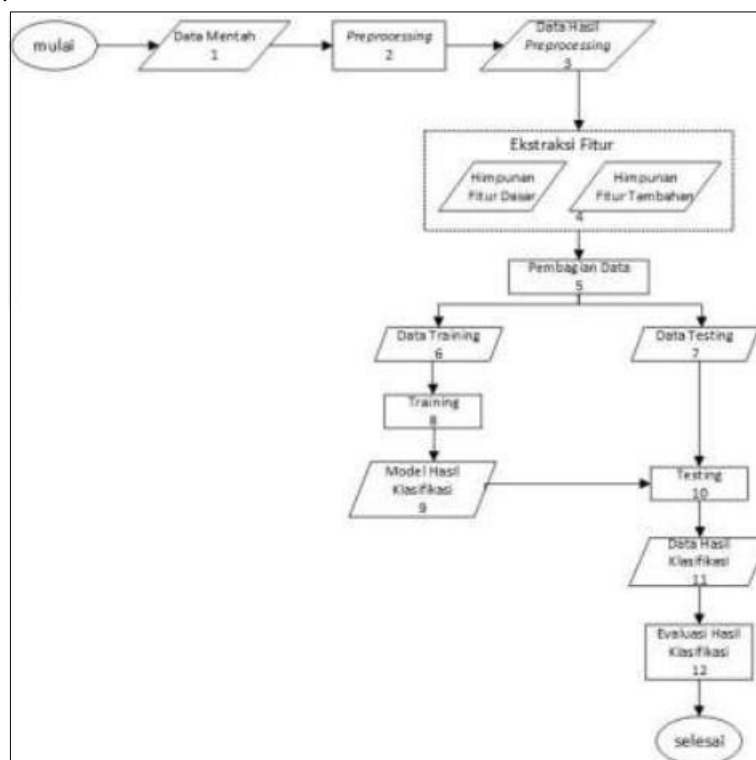 mulai
Data Mentah
1
Preprocessing
2
Data Hasil
Preprocessing
3
Ekstraksi Fitur
Himpunan
Fitur Dasar
Himpunan
Fitur Tambahan
4
Pembagian Data
5
Data Training
6
Data Testing
7
Training
8
Model Hasil
Klasifikasi
9
Testing
10
Data Hasil
Klasifikasi
11
Evaluasi Hasil
Klasifikasi
12
selesai